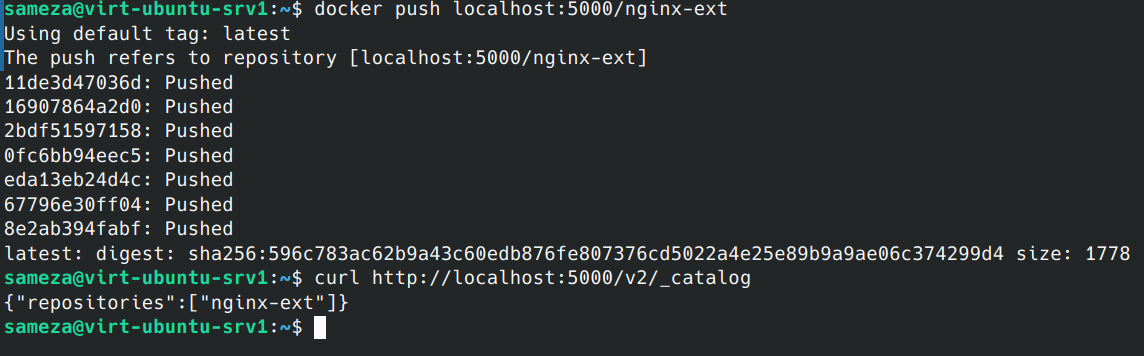 sameza@virt-ubuntu-srv1:~$ docker push localhost:5000/nginx-ext
Using default tag: latest
The push refers to repository [localhost:5000/nginx-ext]
11de3d47036d: Pushed
16907864a2d0: Pushed
2bdf51597158: Pushed
0fc6bb94eec5: Pushed
eda13eb24d4c: Pushed
67796e30ff04: Pushed
8e2ab394fabf: Pushed
latest: digest: sha256:596c783ac62b9a43c60edb876fe807376cd5022a4e25e89b9a9ae06c374299d4 size: 1778
sameza@virt-ubuntu-srv1:~$ curl http://localhost:5000/v2/_catalog
{"repositories":["nginx-ext"]}
sameza@virt-ubuntu-srv1:~$